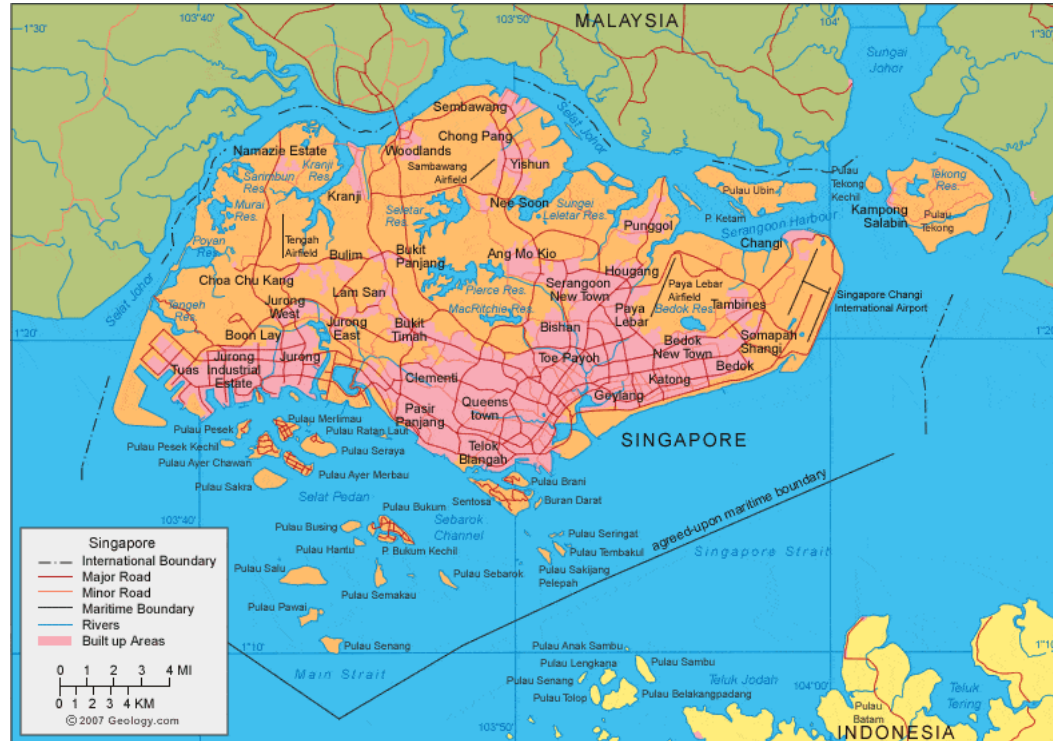 103°40'
103°50'
104'
MALAYSIA
1°30'
1"30'
Sungai
Johor
Sembawang
Selat Johor
Chong Pang
Namazie Estate
Woodlands
Kranji
Res.
Sarimbun
Res.
Sambawang
Airfield
Yishun
Pulau Ubin
Pulau
Tekong
Kechil
Tekong
Res.
Kranji
Murai
Res.
Seletar
Res.
Nee Soon
Sungei
Leletar Res.
P. Ketam
Kampong
Salabin
Pulau
Tekong
Punggol
Serangoon Harbour
Poyan
Res.
Tengah
Airfield
Bulim
Bukit
Panjang
Ang Mo Kio
Changi
Hougang
Choa Chu Kang
Lam San
Pierce Res.
Serangoon
New Town
Paya Lebar
Airfield
Singapore Changi
International Airport
Selat Johor
Tengeh
Res.
Jurong
West
MacRitchie Res.
Paya
Lebar
Bedok Res.
Tambines
1°20'
1°20'
Boon Lay
Jurong
East
Bukit
Timah
Bishan
Bedok
New Town
Somapah
Shangi
Tuas
Jurong
Industrial
Estate
Jurong
Toe Payoh
Bedok
Clementi
Katong
Geylang
Pasir
Panjang
Queens
town
SINGAPORE
Pulau Merlimau
Pulau Pesek
Pulau Ratan Laut
Telok
Blangah
Pulau Pesek Kechil
Pulau Seraya
Pulau Ayer Chawan
Pulau Ayer Merbau
Pulau Sakra
Pulau Brani
Selat Pedan
Sentosa
Buran Darat
agreed-upon maritime boundary
Pulau Bukum
103°40'
Sebarok
Channel
Pulau Busing
Pulau Seringat
Pulau Hantu
P. Bukum Kechil
Pulau Tembakul
Singapore Strait
Pulau Salu
Pulau Sebarok
Pulau Sakijang
Pelepah
Pulau Semakau
Pulau Pawai
Pulau Senang
Main Strait
1°10'
1°10'
Pulau Anak Sambu
Pulau Lengkana
Pulau Sambu
Pulau Senang
Teluk Jodah
104°00'
Pulau Tolop
Pulau Belakangpadang
Teluk
Tering
Pulau
Batam
103°50'
INDONESIA
Singapore
International Boundary
Major Road
Minor Road
Maritime Boundary
Rivers
Built up Areas
0 1 2 3 4 MI
0 1 2 3 4 KM
© 2007 Geology.com